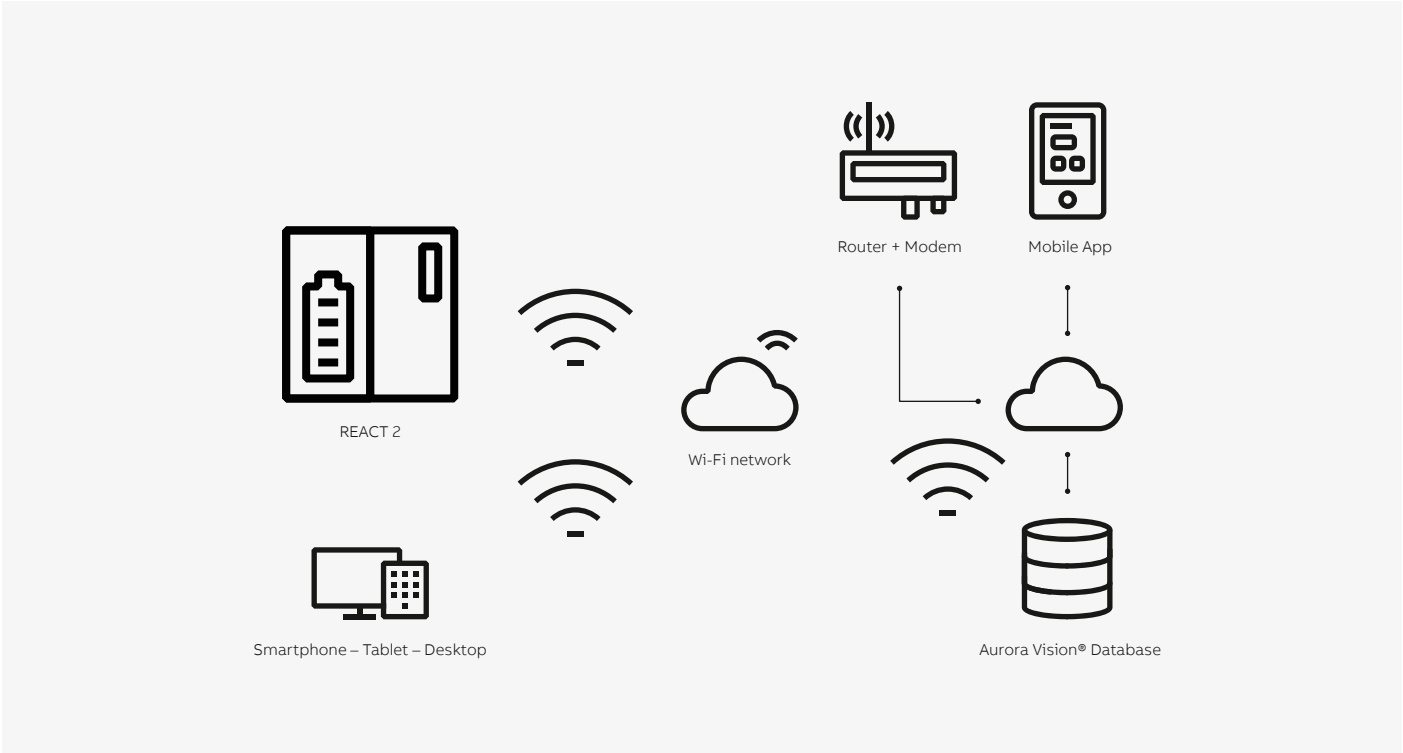 Router + Modem
Mobile App
REACT 2
Wi-Fi network
Smartphone – Tablet – Desktop
Aurora Vision® Database